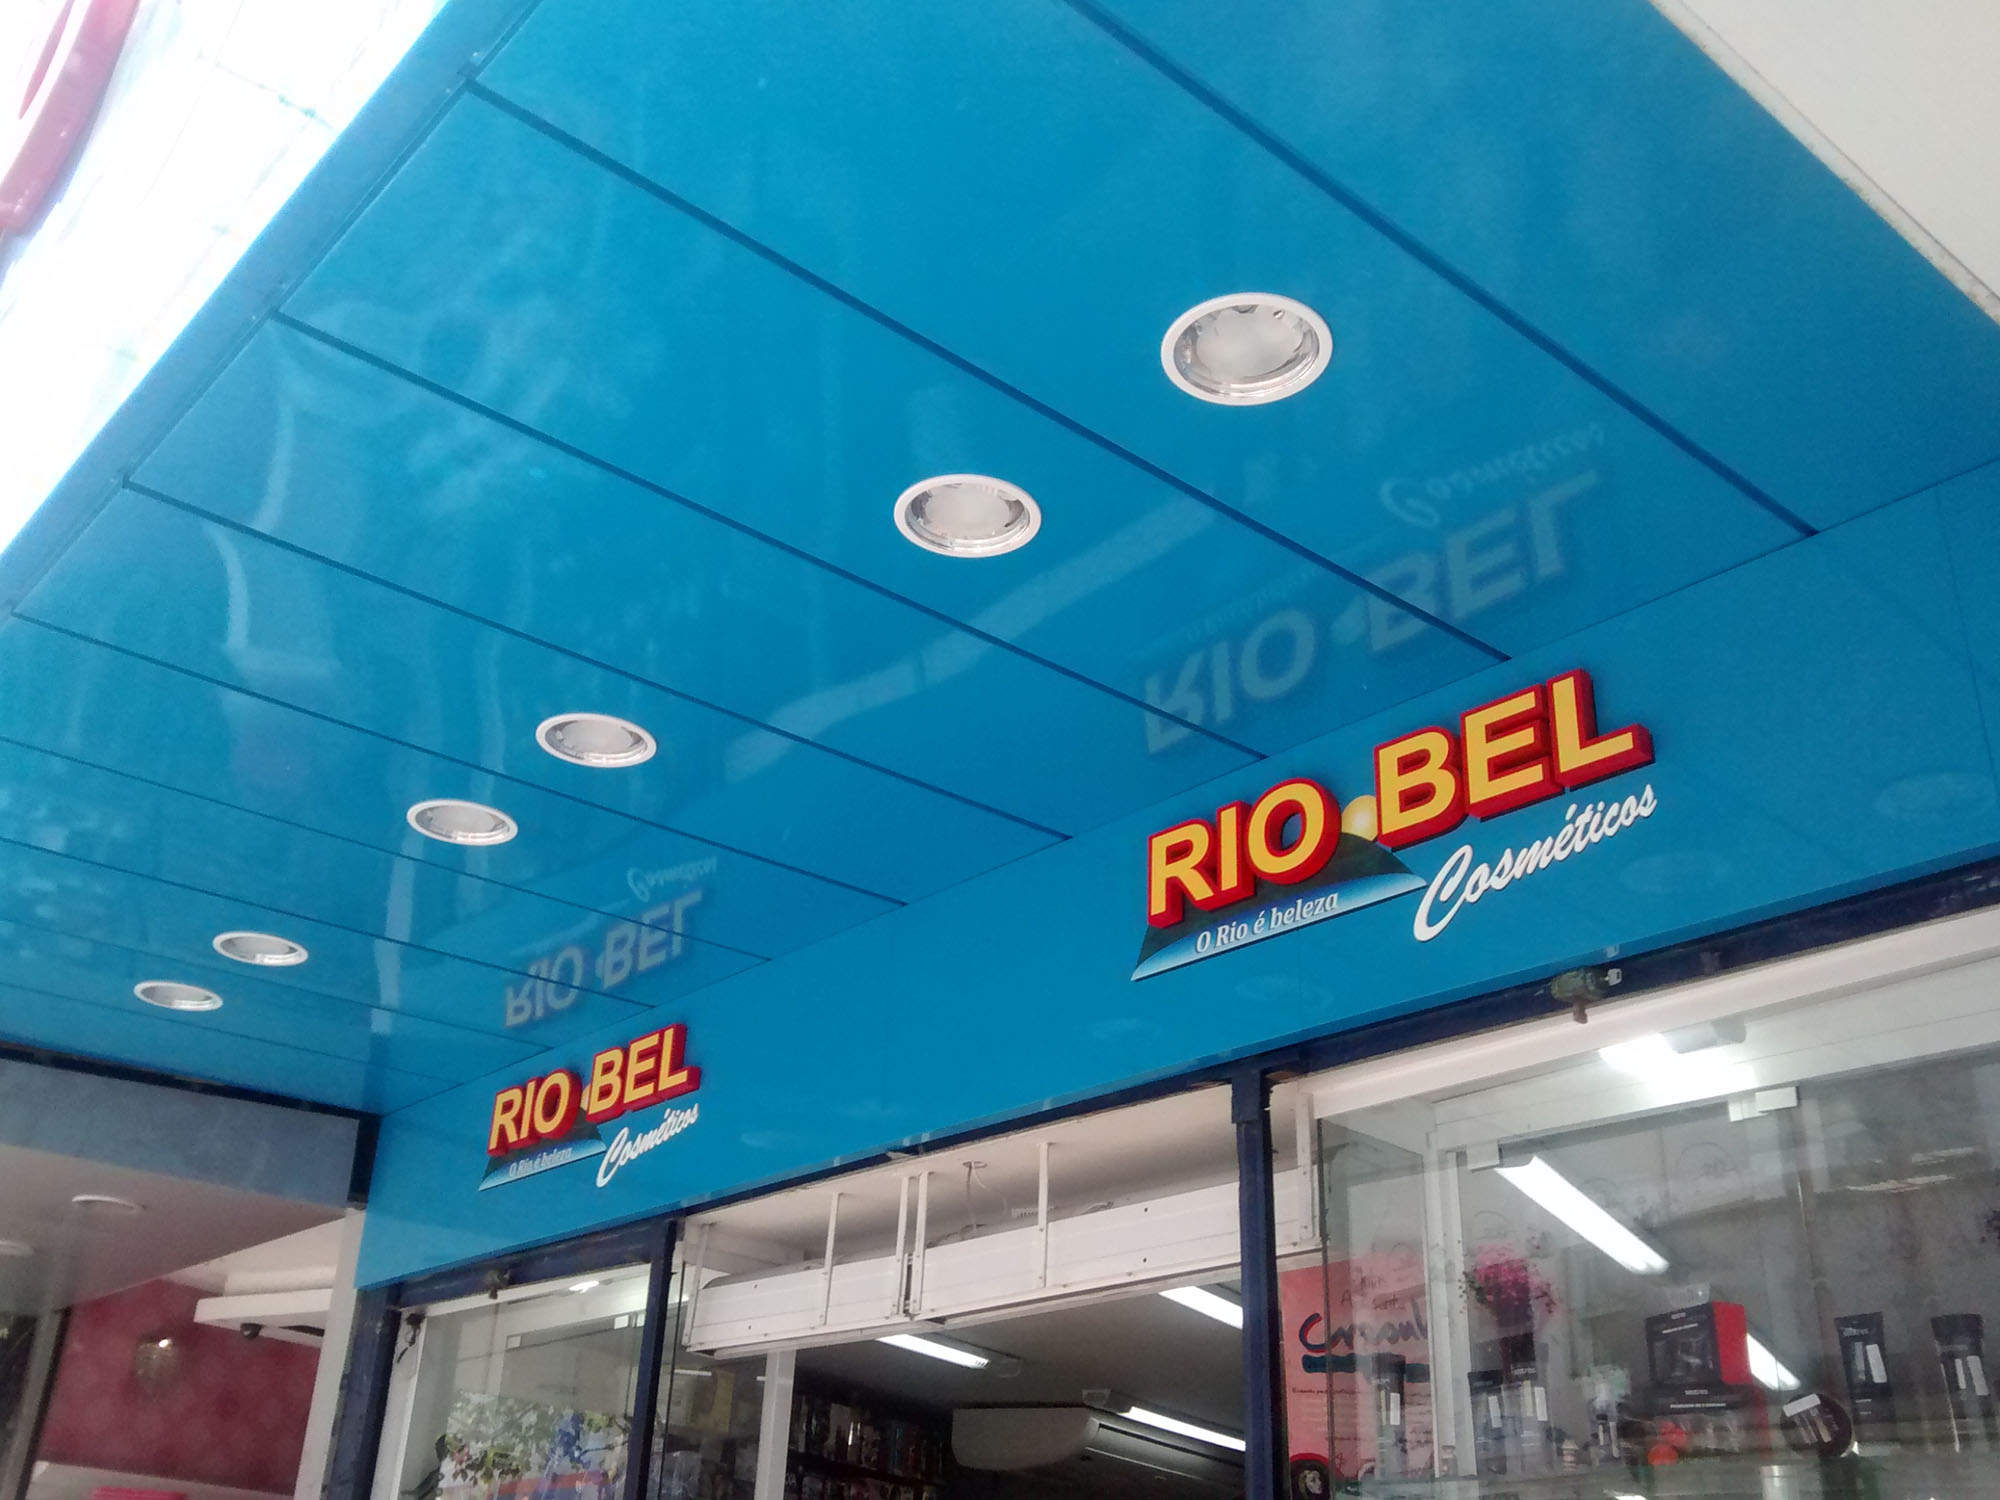 RIO BEL
O Rio é beleza
Cosméticos
RIO BEL
O Rio é beleza
Cosméticos